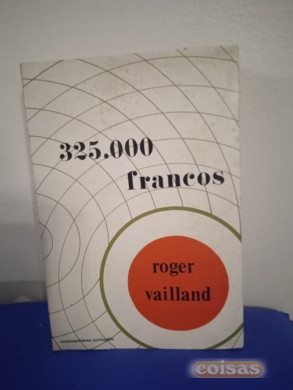 325.000
francos
roger
vailland
coisas